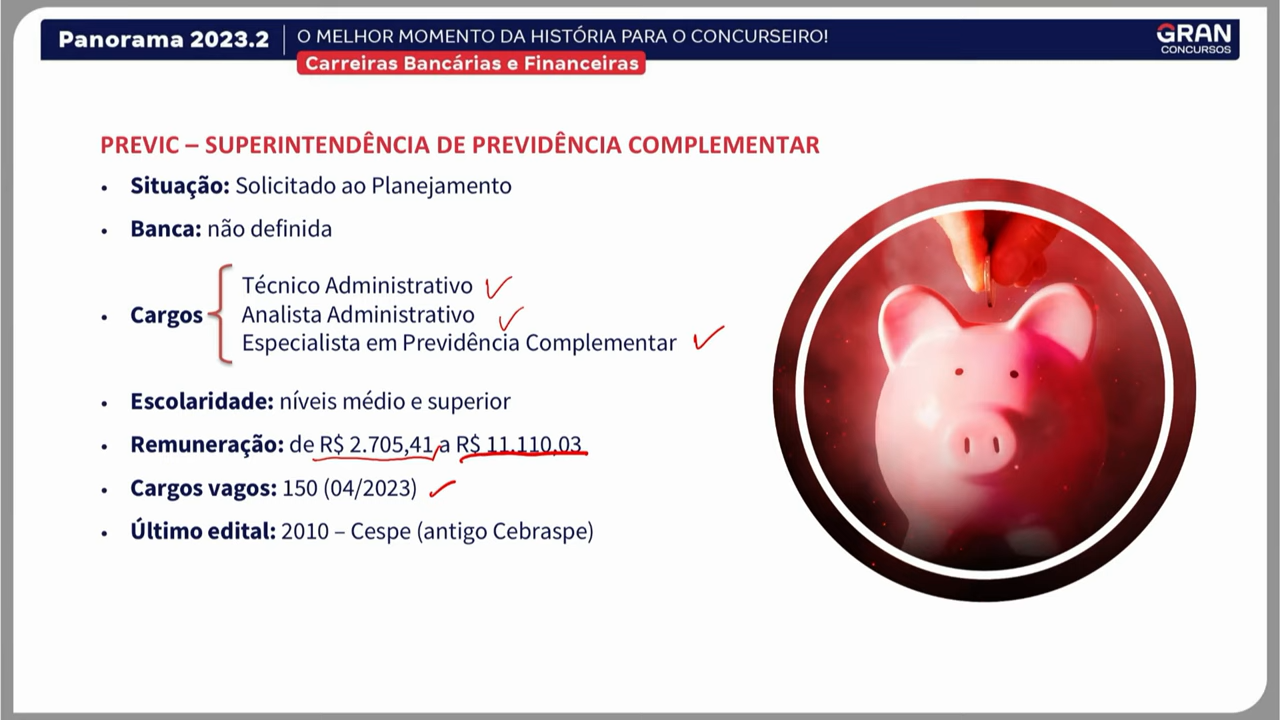 Panorama 2023.2
O MELHOR MOMENTO DA HISTÓRIA PARA O CONCURSEIRO!
Carreiras Bancárias e Financeiras
GRAN
CONCURSOS
PREVIC – SUPERINTENDÊNCIA DE PREVIDÊNCIA COMPLEMENTAR
• Situação: Solicitado ao Planejamento
• Banca: não definida
• Cargos
Técnico Administrativo
Analista Administrativo
Especialista em Previdência Complementar
• Escolaridade: níveis médio e superior
• Remuneração: de R$ 2.705,41 a R$ 11.110,03
• Cargos vagos: 150 (04/2023)
• Último edital: 2010 – Cespe (antigo Cebraspe)